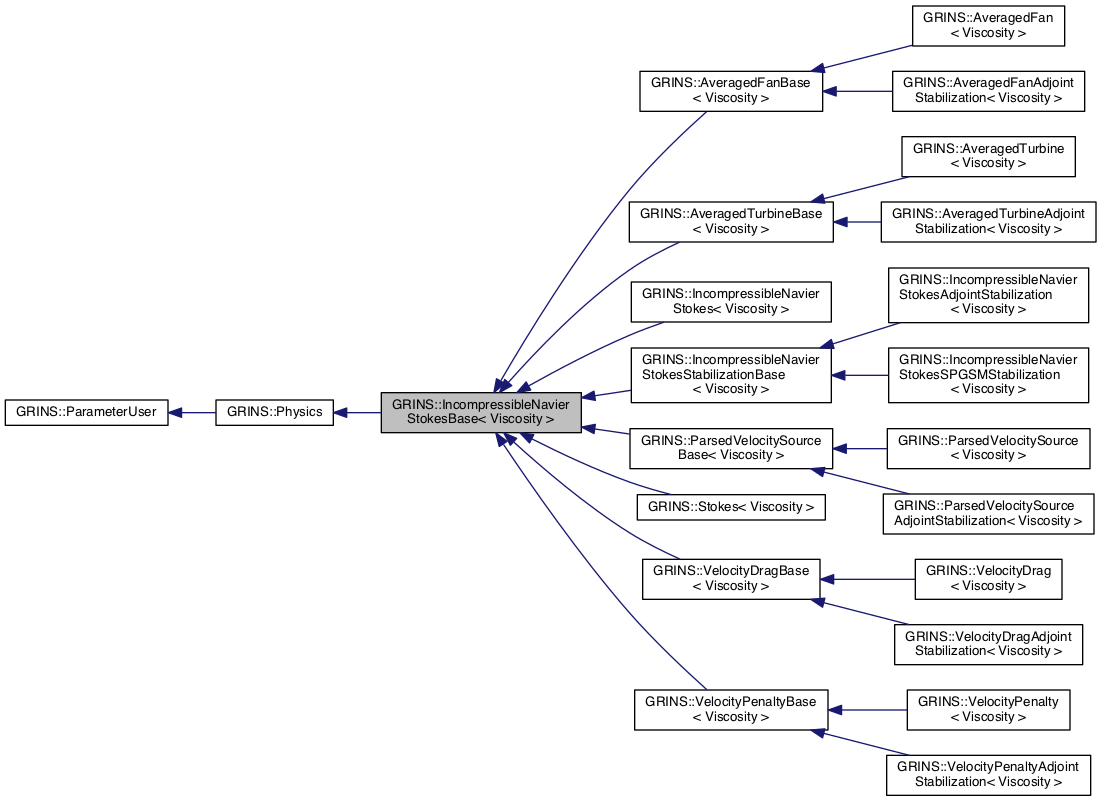 GRINS::ParameterUser
GRINS::Physics
GRINS::IncompressibleNavier
StokesBase< Viscosity >
GRINS::AveragedFanBase
< Viscosity >
GRINS::AveragedFan
< Viscosity >
GRINS::AveragedFanAdjoint
Stabilization< Viscosity >
GRINS::AveragedTurbineBase
< Viscosity >
GRINS::AveragedTurbine
< Viscosity >
GRINS::AveragedTurbineAdjoint
Stabilization< Viscosity >
GRINS::IncompressibleNavier
Stokes< Viscosity >
GRINS::IncompressibleNavier
StokesStabilizationBase
< Viscosity >
GRINS::IncompressibleNavier
StokesAdjointStabilization
< Viscosity >
GRINS::IncompressibleNavier
StokesSPGSMStabilization
< Viscosity >
GRINS::ParsedVelocitySource
Base< Viscosity >
GRINS::ParsedVelocitySource
< Viscosity >
GRINS::ParsedVelocitySource
AdjointStabilization< Viscosity >
GRINS::Stokes< Viscosity >
GRINS::VelocityDragBase
< Viscosity >
GRINS::VelocityDrag
< Viscosity >
GRINS::VelocityDragAdjoint
Stabilization< Viscosity >
GRINS::VelocityPenaltyBase
< Viscosity >
GRINS::VelocityPenalty
< Viscosity >
GRINS::VelocityPenaltyAdjoint
Stabilization< Viscosity >